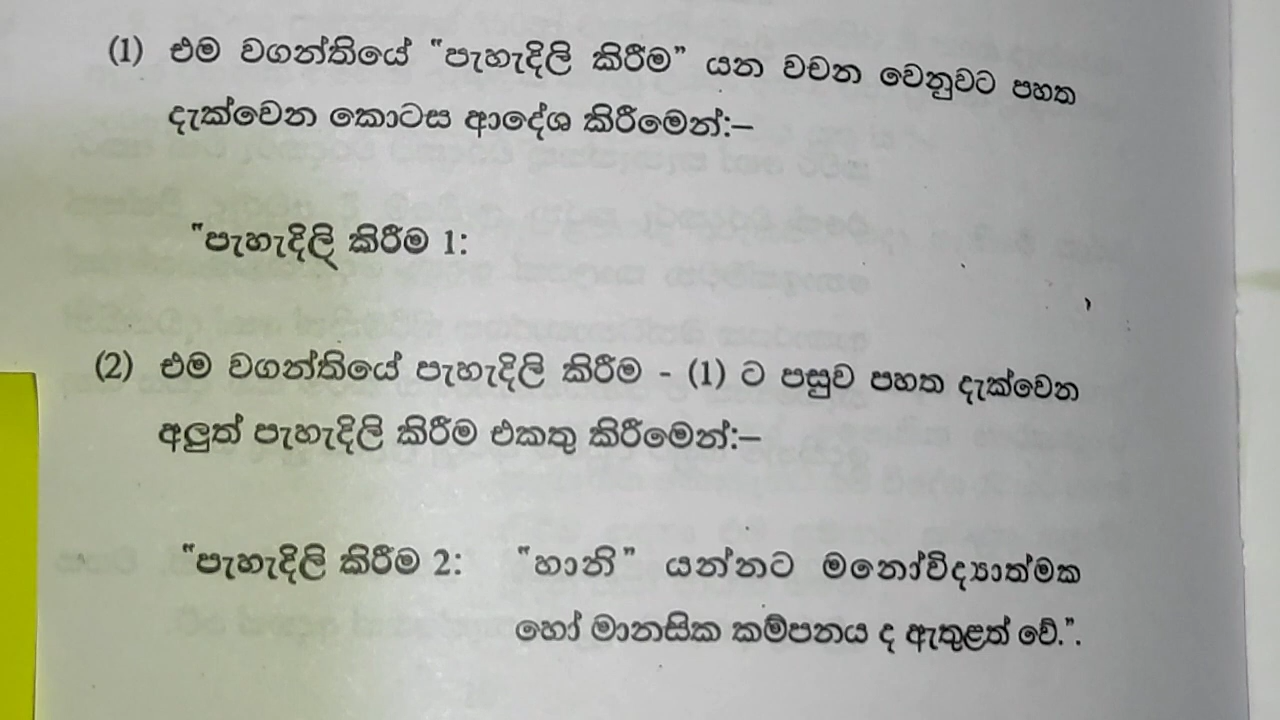 (1) එම වගන්තියේ "පැහැදිලි කිරීම" යන වචන වෙනුවට පහත
දැක්වෙන කොටස ආදේශ කිරීමෙන්:–
"පැහැදිලි කිරීම 1:
(2) එම වගන්තියේ පැහැදිලි කිරීම - (1) ට පසුව පහත දැක්වෙන
අලුත් පැහැදිලි කිරීම එකතු කිරීමෙන්:–
"පැහැදිලි කිරීම 2: "හානි" යන්නට මනෝවිද්‍යාත්මක
හෝ මානසික කම්පනය ද ඇතුළත් වේ.".